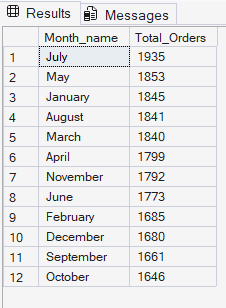 Results Messages
Month_name Total_Orders
1 July 1935
2 May 1853
3 January 1845
4 August 1841
5 March 1840
6 April 1799
7 November 1792
8 June 1773
9 February 1685
10 December 1680
11 September 1661
12 October 1646